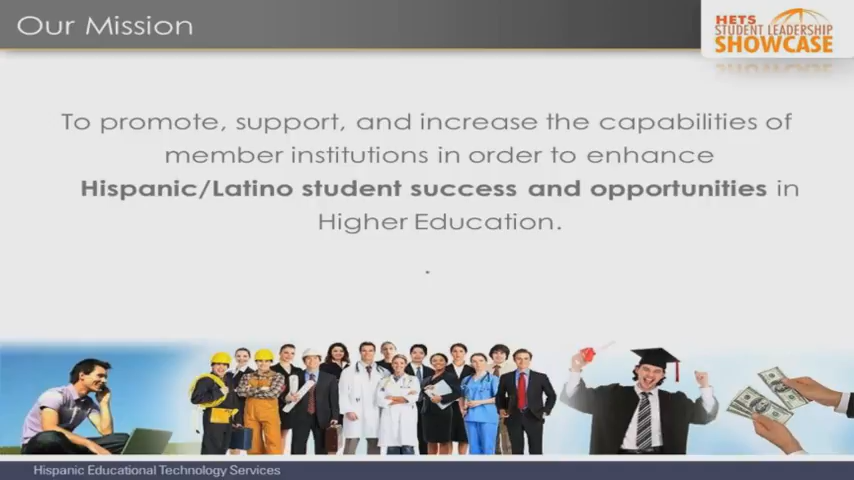 Our Mission
HETS
STUDENT LEADERSHIP
SHOWCASE
To promote, support, and increase the capabilities of
member institutions in order to enhance
Hispanic/Latino student success and opportunities in
Higher Education.
.
Hispanic Educational Technology Services